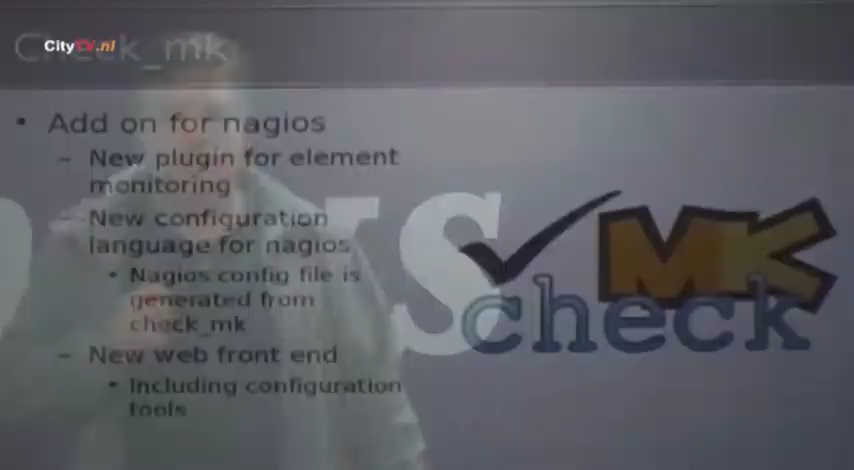 Check_mk
CityTV.nl
• Add on for nagios
– New plugin for element
monitoring
New configuration
language for nagios
• Nagios config file is
generated from
check_mk
– New web front end
• Including configuration
tools
MK
check
S